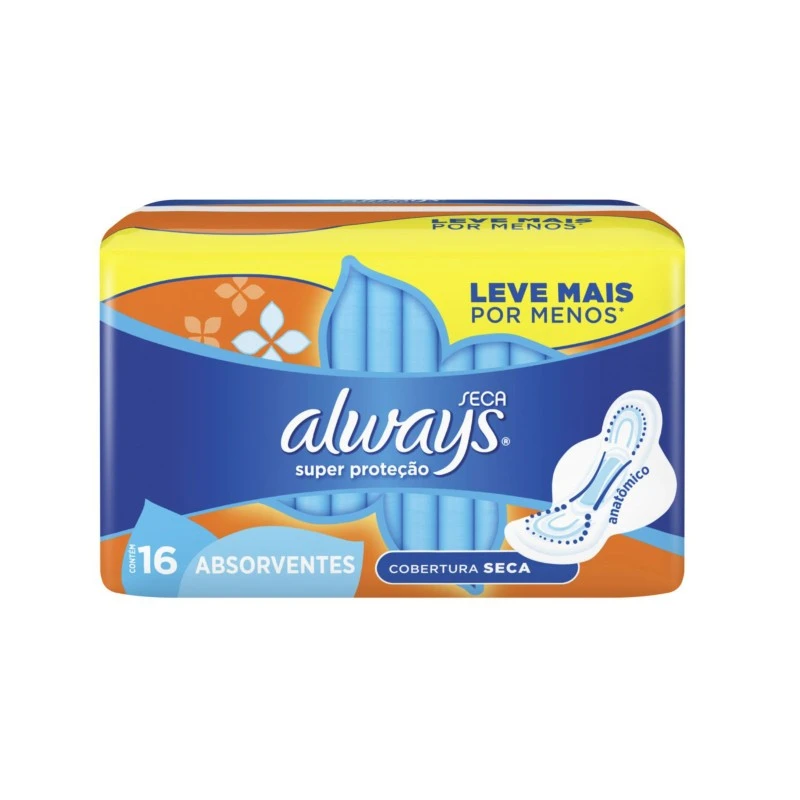 LEVE MAIS
POR MENOS*
LEVE MAIS
POR MENOS*
SECA
always®
super proteção
anatômico
CONTÉM
16 ABSORVENTES
COBERTURA SECA